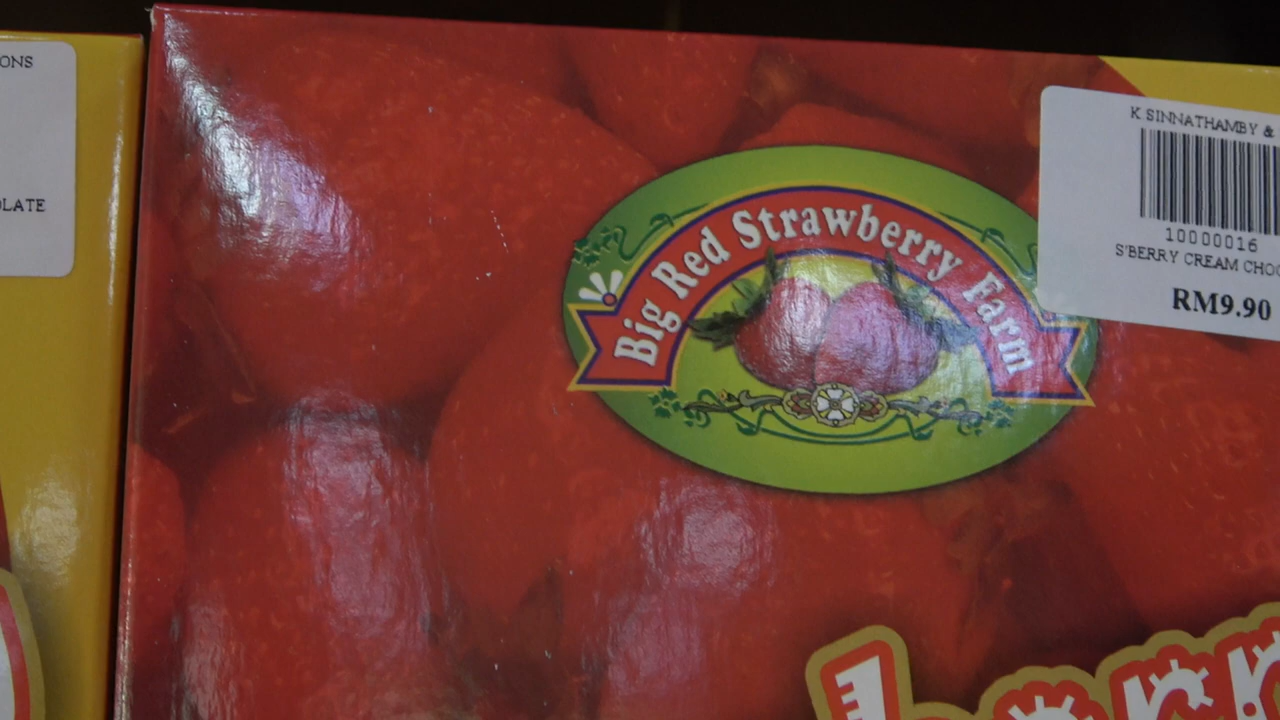 ONS
OLATE
Big Red Strawberry Farm
K.SINNATHAMBY &
10000016
S'BERRY CREAM CHOC
RM9.90